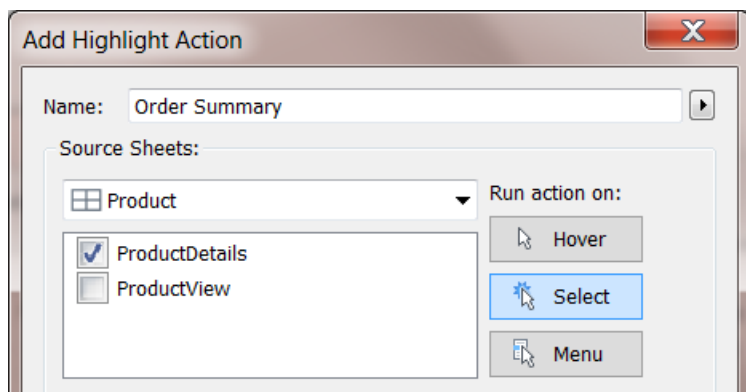 Add Highlight Action
Name: Order Summary
Source Sheets:
Product
Run action on:
ProductDetails
Hover
ProductView
Select
Menu